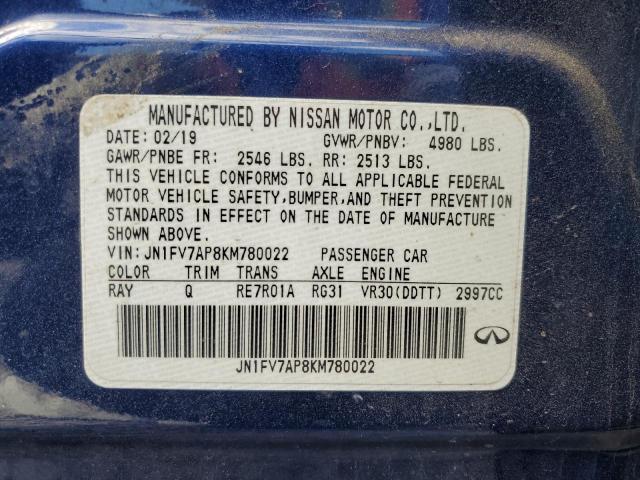 MANUFACTURED BY NISSAN MOTOR CO.,LTD.
DATE: 02/19 GVWR/PNBV: 4980 LBS.
GAWR/PNBE FR: 2546 LBS. RR: 2513 LBS.
THIS VEHICLE CONFORMS TO ALL APPLICABLE FEDERAL
MOTOR VEHICLE SAFETY,BUMPER,AND THEFT PREVENTION
STANDARDS IN EFFECT ON THE DATE OF MANUFACTURE
SHOWN ABOVE.
VIN: JN1FV7AP8KM780022 PASSENGER CAR
COLOR TRIM TRANS AXLE ENGINE
RAY Q RE7R01A RG31 VR30(DDTT) 2997CC
JN1FV7AP8KM780022